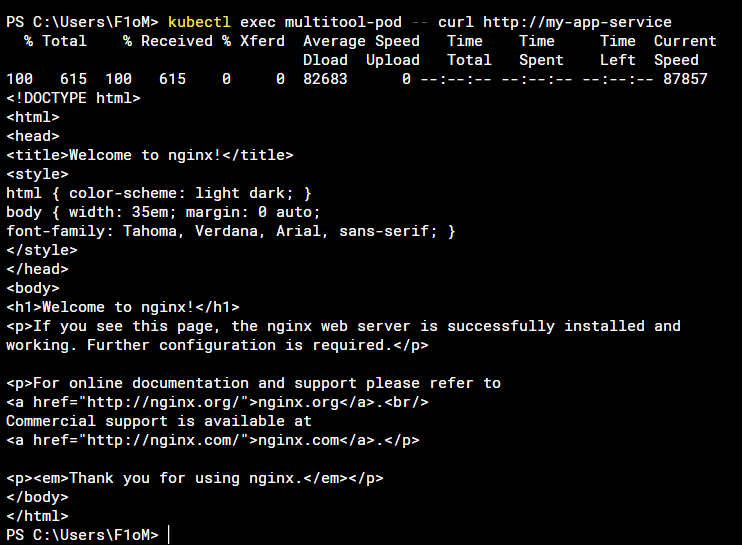 PS C:\Users\F1oM> kubectl exec multitool-pod -- curl http://my-app-service
  % Total    % Received % Xferd  Average Speed   Time    Time     Time  Current
                                 Dload  Upload   Total   Spent    Left  Speed
100   615  100   615    0     0  82683      0 --:--:-- --:--:-- --:--:-- 87857
<!DOCTYPE html>
<html>
<head>
<title>Welcome to nginx!</title>
<style>
html { color-scheme: light dark; }
body { width: 35em; margin: 0 auto;
font-family: Tahoma, Verdana, Arial, sans-serif; }
</style>
</head>
<body>
<h1>Welcome to nginx!</h1>
<p>If you see this page, the nginx web server is successfully installed and
working. Further configuration is required.</p>

<p>For online documentation and support please refer to
<a href="http://nginx.org/">nginx.org</a>.<br/>
Commercial support is available at
<a href="http://nginx.com/">nginx.com</a>.</p>

<p><em>Thank you for using nginx.</em></p>
</body>
</html>
PS C:\Users\F1oM>